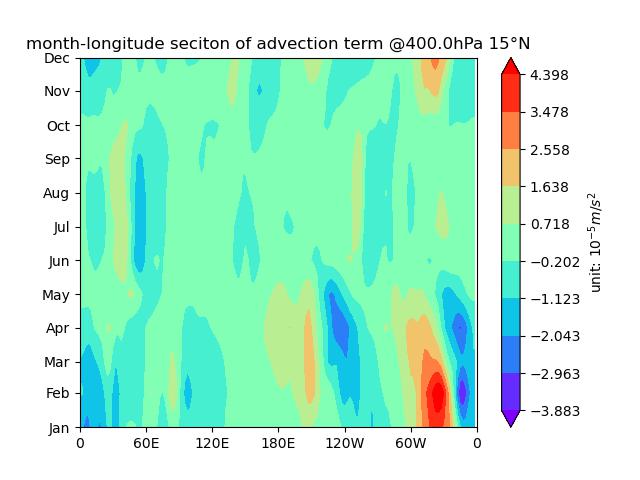 month-longitude seciton of advection term @400.0hPa 15°N
Dec
Nov
Oct
Sep
Aug
Jul
Jun
May
Apr
Mar
Feb
Jan
0 60E 120E 180E 120W 60W 0
4.398
3.478
2.558
1.638
0.718
−0.202
−1.123
−2.043
−2.963
−3.883
unit: 10⁻⁵m/s²